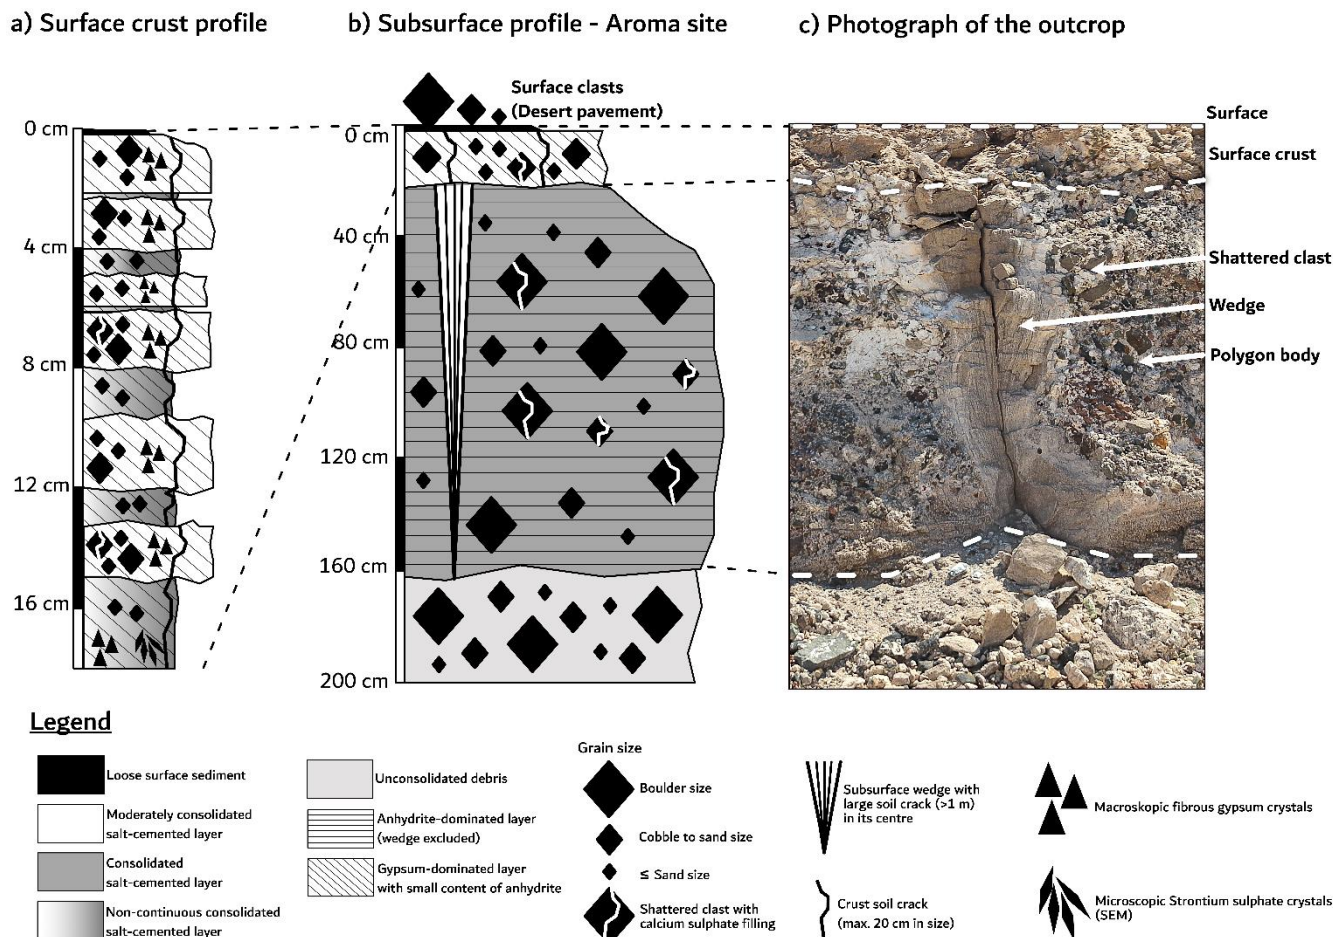 a) Surface crust profile
b) Subsurface profile - Aroma site
c) Photograph of the outcrop
0 cm
4 cm
8 cm
12 cm
16 cm
Surface clasts
(Desert pavement)
0 cm
40 cm
80 cm
120 cm
160 cm
200 cm
Surface
Surface crust
Shattered clast
Wedge
Polygon body
Legend
Loose surface sediment
Moderately consolidated
salt-cemented layer
Consolidated
salt-cemented layer
Non-continuous consolidated
salt-cemented layer
Unconsolidated debris
Anhydrite-dominated layer
(wedge excluded)
Gypsum-dominated layer
with small content of anhydrite
Grain size
Boulder size
Cobble to sand size
≤ Sand size
Shattered clast with
calcium sulphate filling
Subsurface wedge with
large soil crack (>1 m)
in its centre
Crust soil crack
(max. 20 cm in size)
Macroskopic fibrous gypsum crystals
Microscopic Strontium sulphate crystals
(SEM)